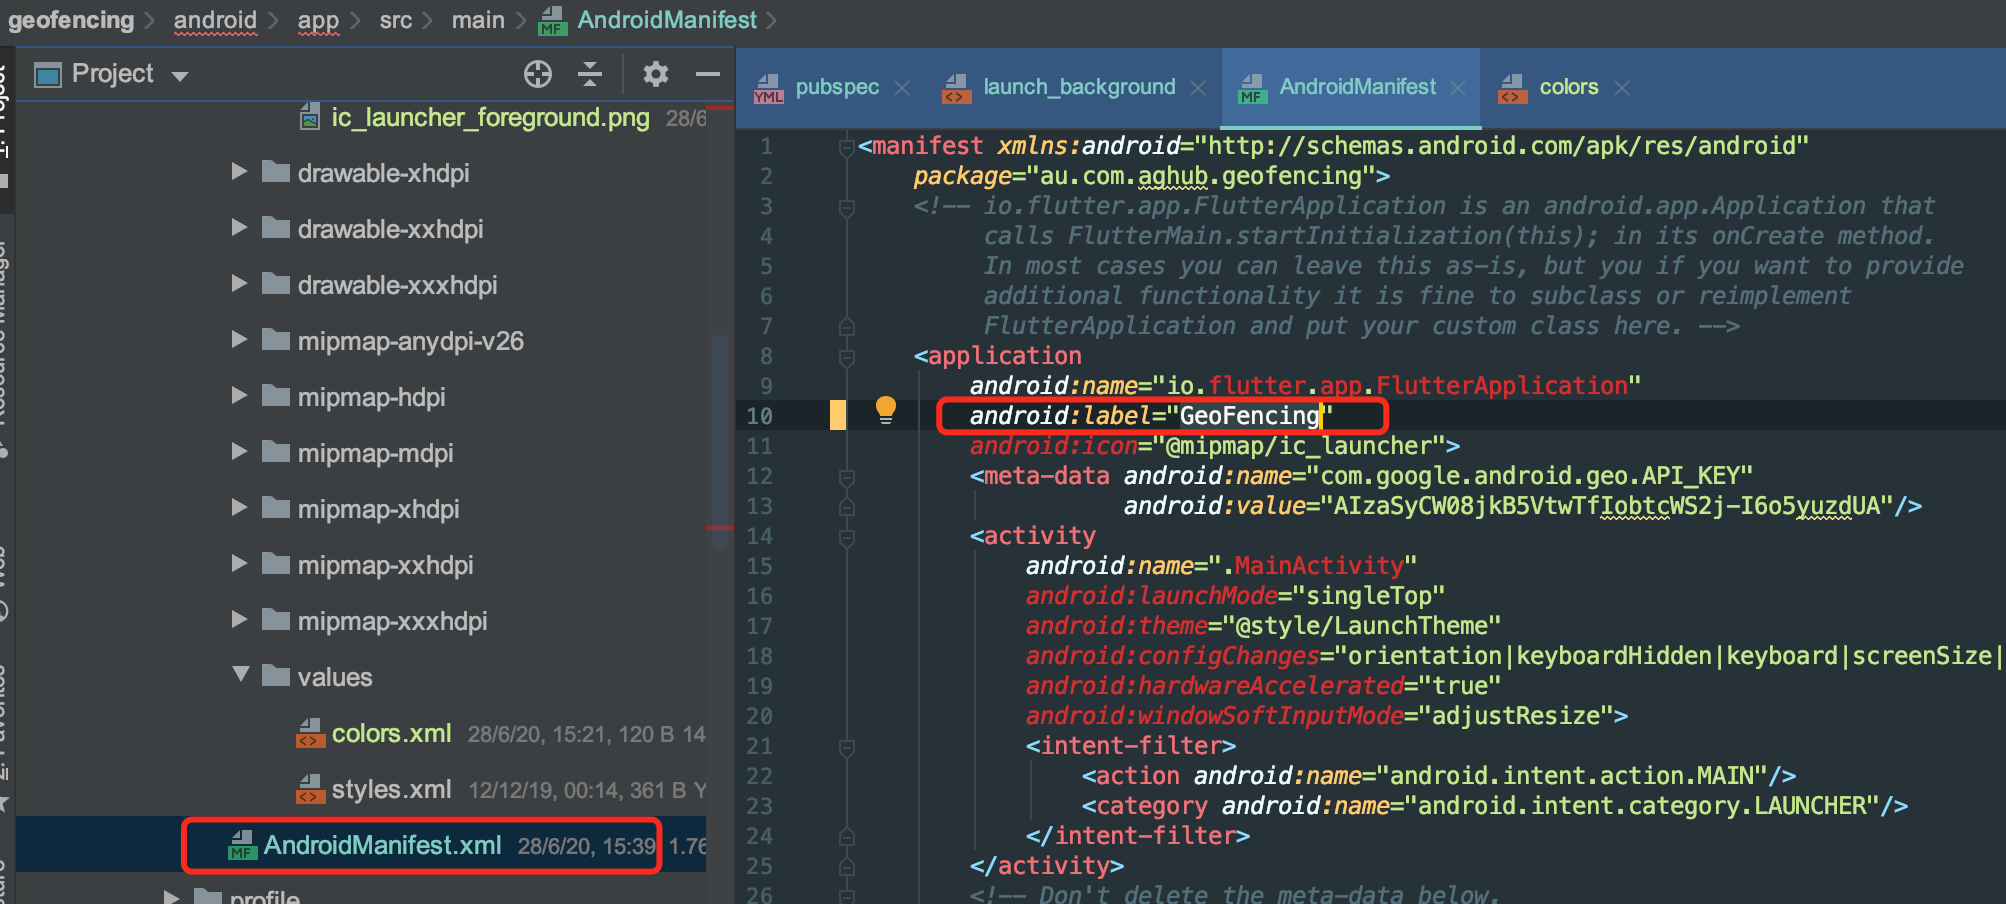 geofencing android app src main MF AndroidManifest
Project
YML pubspec launch_background MF AndroidManifest colors
ic_launcher_foreground.png 28/6
drawable-xhdpi
drawable-xxhdpi
drawable-xxxhdpi
mipmap-anydpi-v26
mipmap-hdpi
mipmap-mdpi
mipmap-xhdpi
mipmap-xxhdpi
mipmap-xxxhdpi
values
colors.xml 28/6/20, 15:21, 120 B 14
styles.xml 12/12/19, 00:14, 361 B Y
MF AndroidManifest.xml 28/6/20, 15:39 1.76
profile
1 <manifest xmlns:android="http://schemas.android.com/apk/res/android"
2 package="au.com.aghub.geofencing">
3 <!-- io.flutter.app.FlutterApplication is an android.app.Application that
4 calls FlutterMain.startInitialization(this); in its onCreate method.
5 In most cases you can leave this as-is, but you if you want to provide
6 additional functionality it is fine to subclass or reimplement
7 FlutterApplication and put your custom class here. -->
8 <application
9 android:name="io.flutter.app.FlutterApplication"
10 android:label="GeoFencing"
11 android:icon="@mipmap/ic_launcher">
12 <meta-data android:name="com.google.android.geo.API_KEY"
13 android:value="AIzaSyCW08jkB5VtwTfIobtcWS2j-I6o5yuzdUA"/>
14 <activity
15 android:name=".MainActivity"
16 android:launchMode="singleTop"
17 android:theme="@style/LaunchTheme"
18 android:configChanges="orientation|keyboardHidden|keyboard|screenSize|
19 android:hardwareAccelerated="true"
20 android:windowSoftInputMode="adjustResize">
21 <intent-filter>
22 <action android:name="android.intent.action.MAIN"/>
23 <category android:name="android.intent.category.LAUNCHER"/>
24 </intent-filter>
25 </activity>
26 <!-- Don't delete the meta-data below.